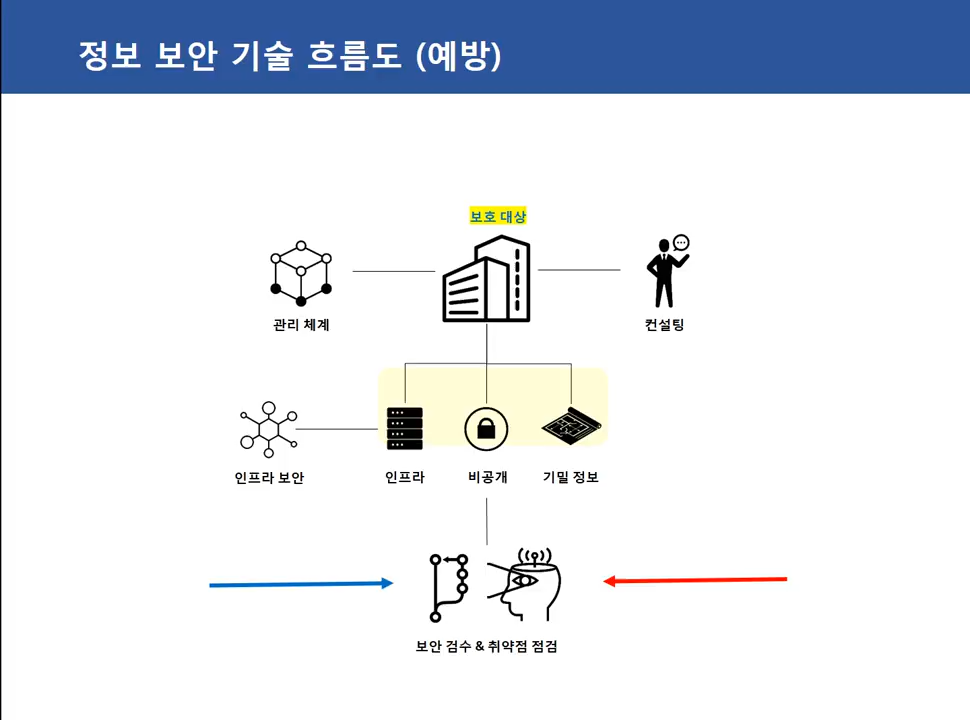 정보 보안 기술 흐름도 (예방)
보호 대상
관리 체계
컨설팅
인프라 보안
인프라
비공개
기밀 정보
보안 검수 & 취약점 점검